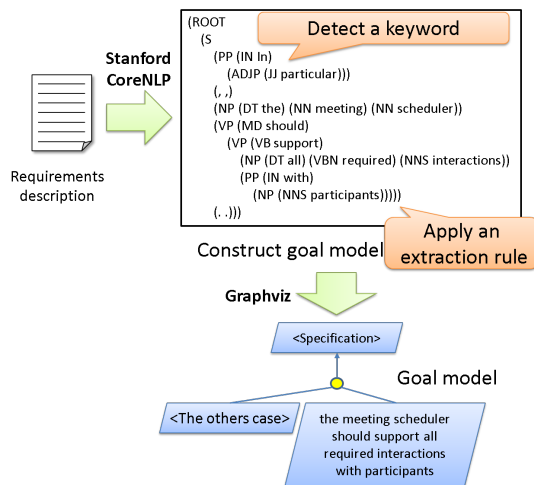 (ROOT
(S
(PP (IN In)
(ADJP (JJ particular)))
(, ,)
(NP (DT the) (NN meeting) (NN scheduler))
(VP (MD should)
(VP (VB support)
(NP (DT all) (VBN required) (NNS interactions))
(PP (IN with)
(NP (NNS participants)))))
(. .)))
Detect a keyword
Stanford
CoreNLP
Requirements
description
Apply an
extraction rule
Construct goal model
Graphviz
<Specification>
Goal model
<The others case>
the meeting scheduler
should support all
required interactions
with participants